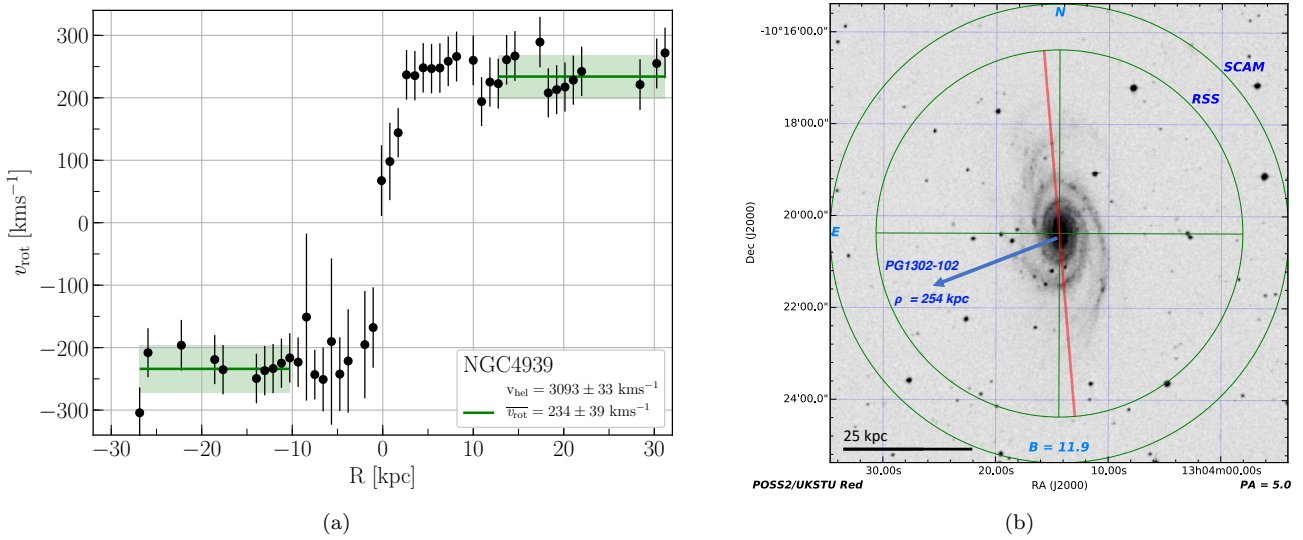 300
200
100
0
−100
−200
−300
v_rot [kms⁻¹]
NGC4939
v_hel = 3093 ± 33 kms⁻¹
v̅_rot = 234 ± 39 kms⁻¹
−30 −20 −10 0 10 20 30
R [kpc]
(a)
N
-10°16'00.0"
SCAM
RSS
18'00.0"
20'00.0"
E
PG1302-102
ρ = 254 kpc
22'00.0"
24'00.0"
Dec (J2000)
25 kpc
B = 11.9
30.00s 20.00s 10.00s 13h04m00.00s
POSS2/UKSTU Red RA (J2000) PA = 5.0
(b)